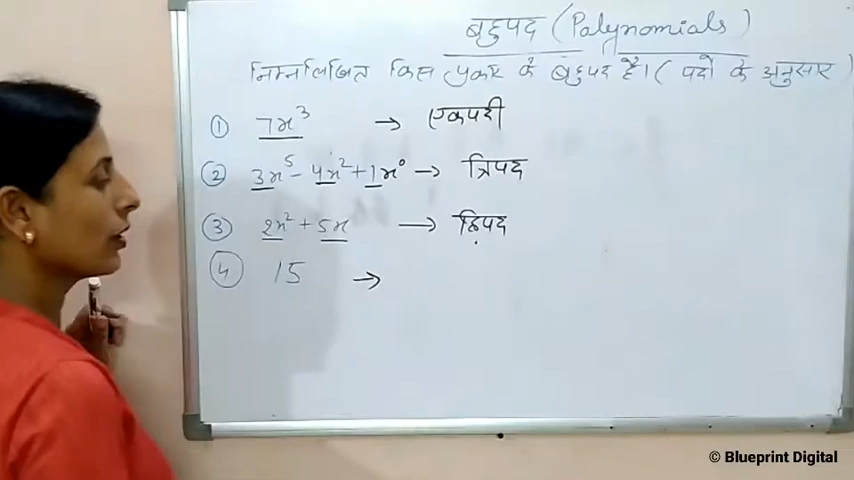 बहुपद (Polynomials)
निम्नलिखित किस प्रकार के बहुपद है। (पदों के अनुसार)
① 7x³ → एकपदी
② 3x⁵ - 4x² + 1x⁰ → त्रिपद
③ 2x² + 5x → द्विपद
④ 15 →
© Blueprint Digital